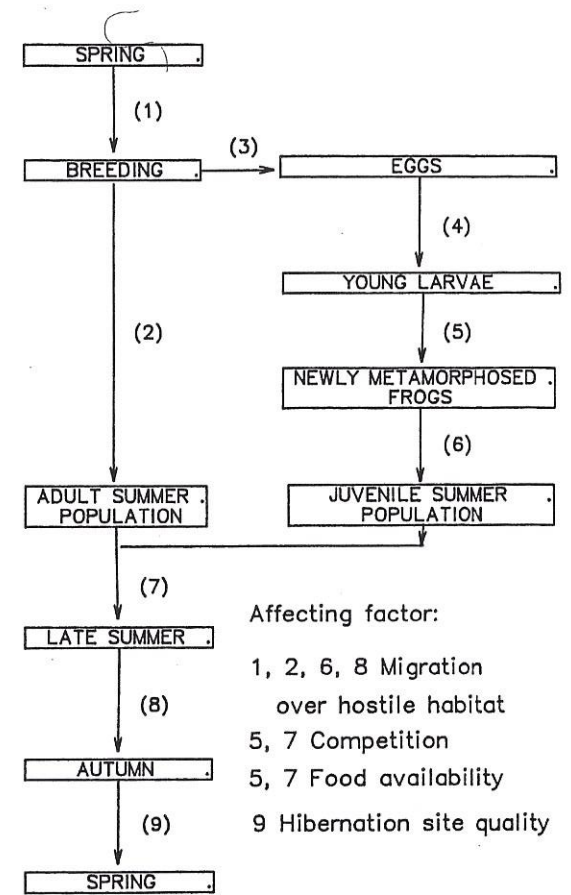 SPRING
(1)
BREEDING
(3)
EGGS
(4)
YOUNG LARVAE
(2)
(5)
NEWLY METAMORPHOSED
FROGS
(6)
ADULT SUMMER
POPULATION
JUVENILE SUMMER
POPULATION
(7)
Affecting factor:
LATE SUMMER
1, 2, 6, 8 Migration
over hostile habitat
(8)
5, 7 Competition
AUTUMN
5, 7 Food availability
(9)
9 Hibernation site quality
SPRING